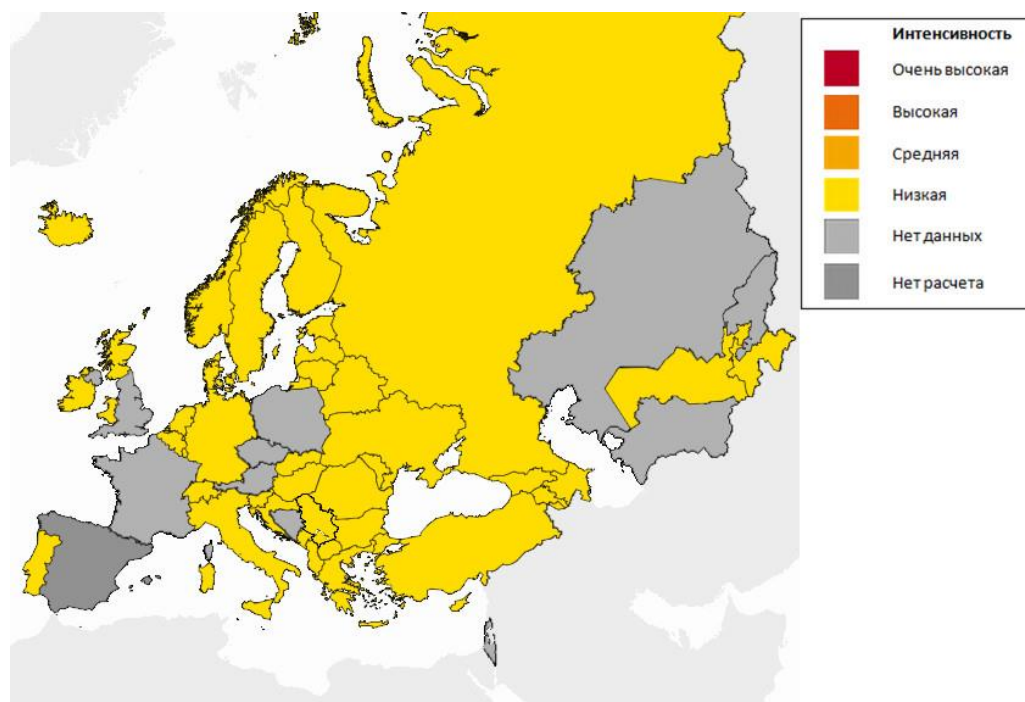 Интенсивность
Очень высокая
Высокая
Средняя
Низкая
Нет данных
Нет расчета